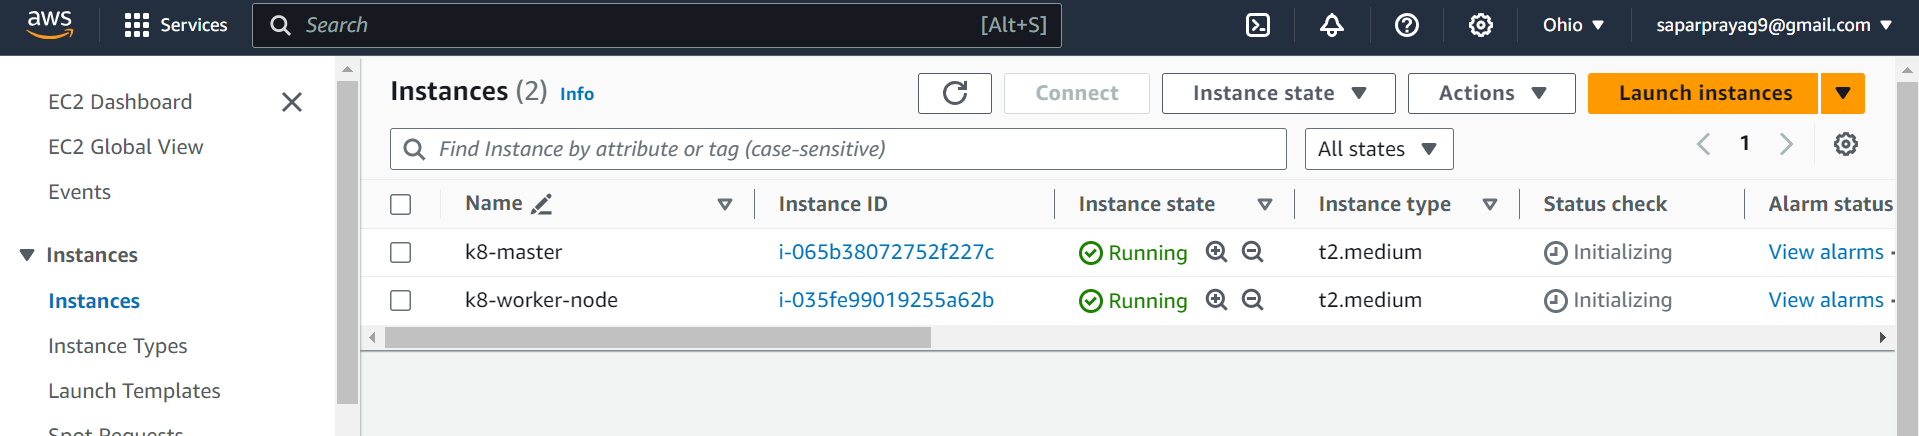 aws
Services
Search
[Alt+S]
Ohio
saparprayag9@gmail.com
EC2 Dashboard
EC2 Global View
Events
Instances
Instances
Instance Types
Launch Templates
Spot Requests
Instances (2) Info
Connect
Instance state
Actions
Launch instances
Find Instance by attribute or tag (case-sensitive)
All states
1
Name Instance ID Instance state Instance type Status check Alarm status
k8-master i-065b38072752f227c Running t2.medium Initializing View alarms
k8-worker-node i-035fe99019255a62b Running t2.medium Initializing View alarms